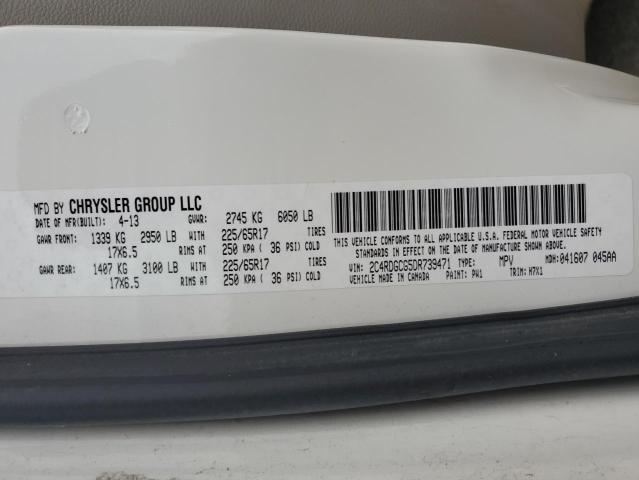 MFD BY CHRYSLER GROUP LLC
DATE OF MFR(BUILT): 4-13 GVWR: 2745 KG 6050 LB
GAWR FRONT: 1339 KG 2950 LB WITH 225/65R17 TIRES
17X6.5 RIMS AT 250 KPA ( 36 PSI) COLD
GAWR REAR: 1407 KG 3100 LB WITH 225/65R17 TIRES
17X6.5 RIMS AT 250 KPA ( 36 PSI) COLD
THIS VEHICLE CONFORMS TO ALL APPLICABLE U.S.A. FEDERAL MOTOR VEHICLE SAFETY
STANDARDS IN EFFECT ON THE DATE OF MANUFACTURE SHOWN ABOVE.
VIN: 2C4RDGCG5DR739471 TYPE: MPV MDH: 041607 045AA
VEHICLE MADE IN CANADA PAINT: PW1 TRIM: H7X1